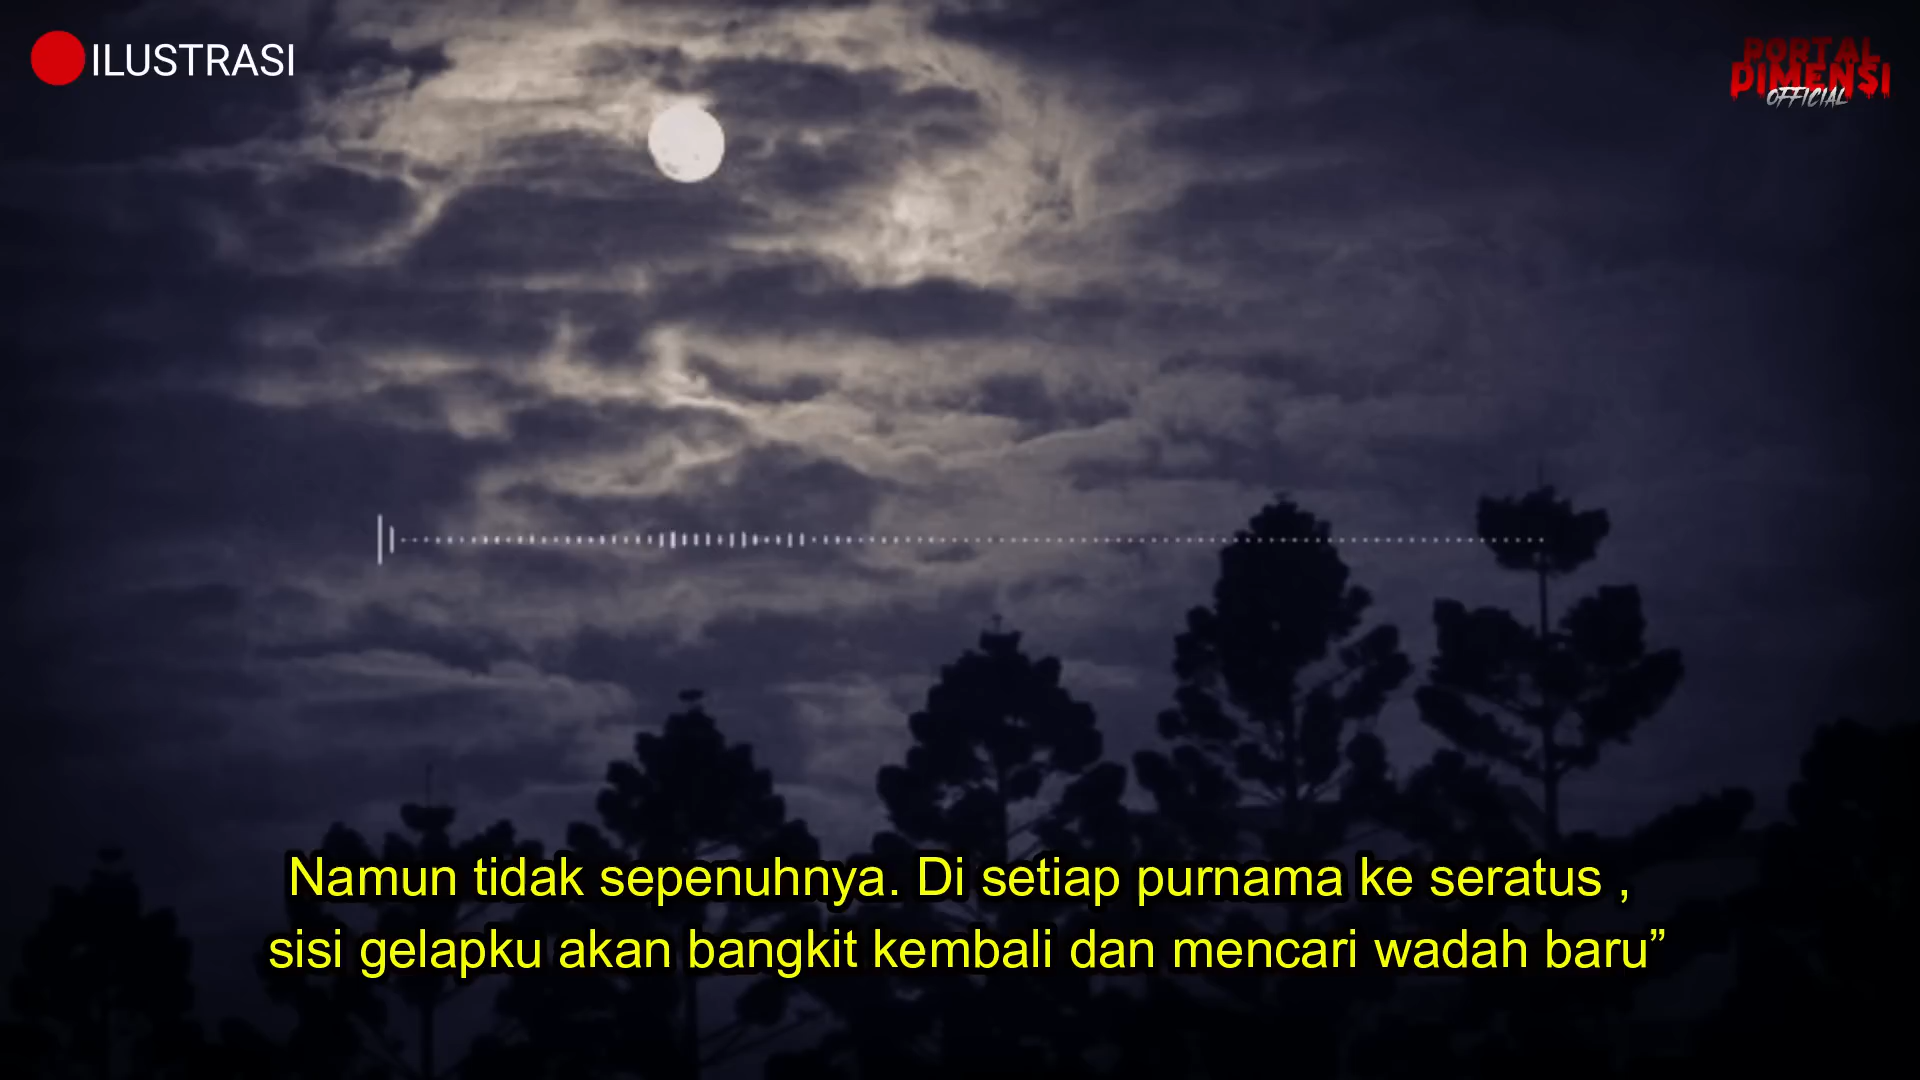 ILUSTRASI
PORTAL
DIMENSI
OFFICIAL
Namun tidak sepenuhnya. Di setiap purnama ke seratus ,
sisi gelapku akan bangkit kembali dan mencari wadah baru”